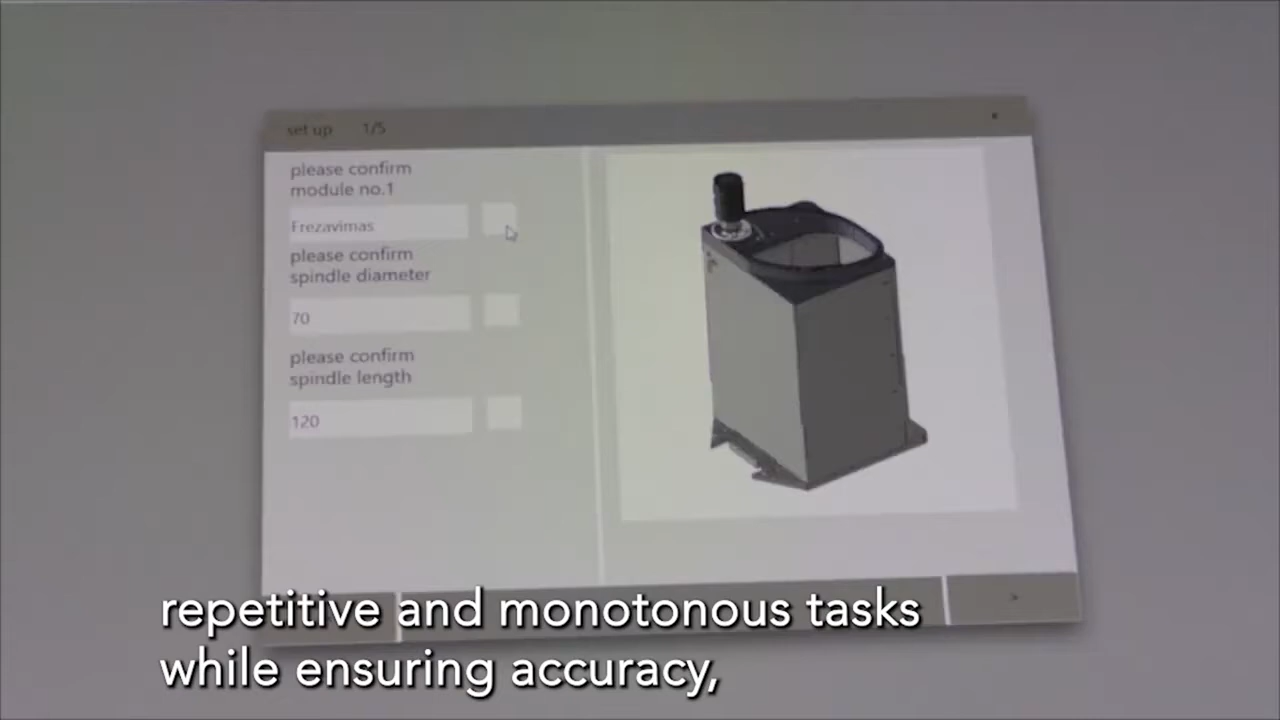 set up 1/5
please confirm
module no.1
Frezavimas
please confirm
spindle diameter
70
please confirm
spindle length
120
>
repetitive and monotonous tasks
while ensuring accuracy,